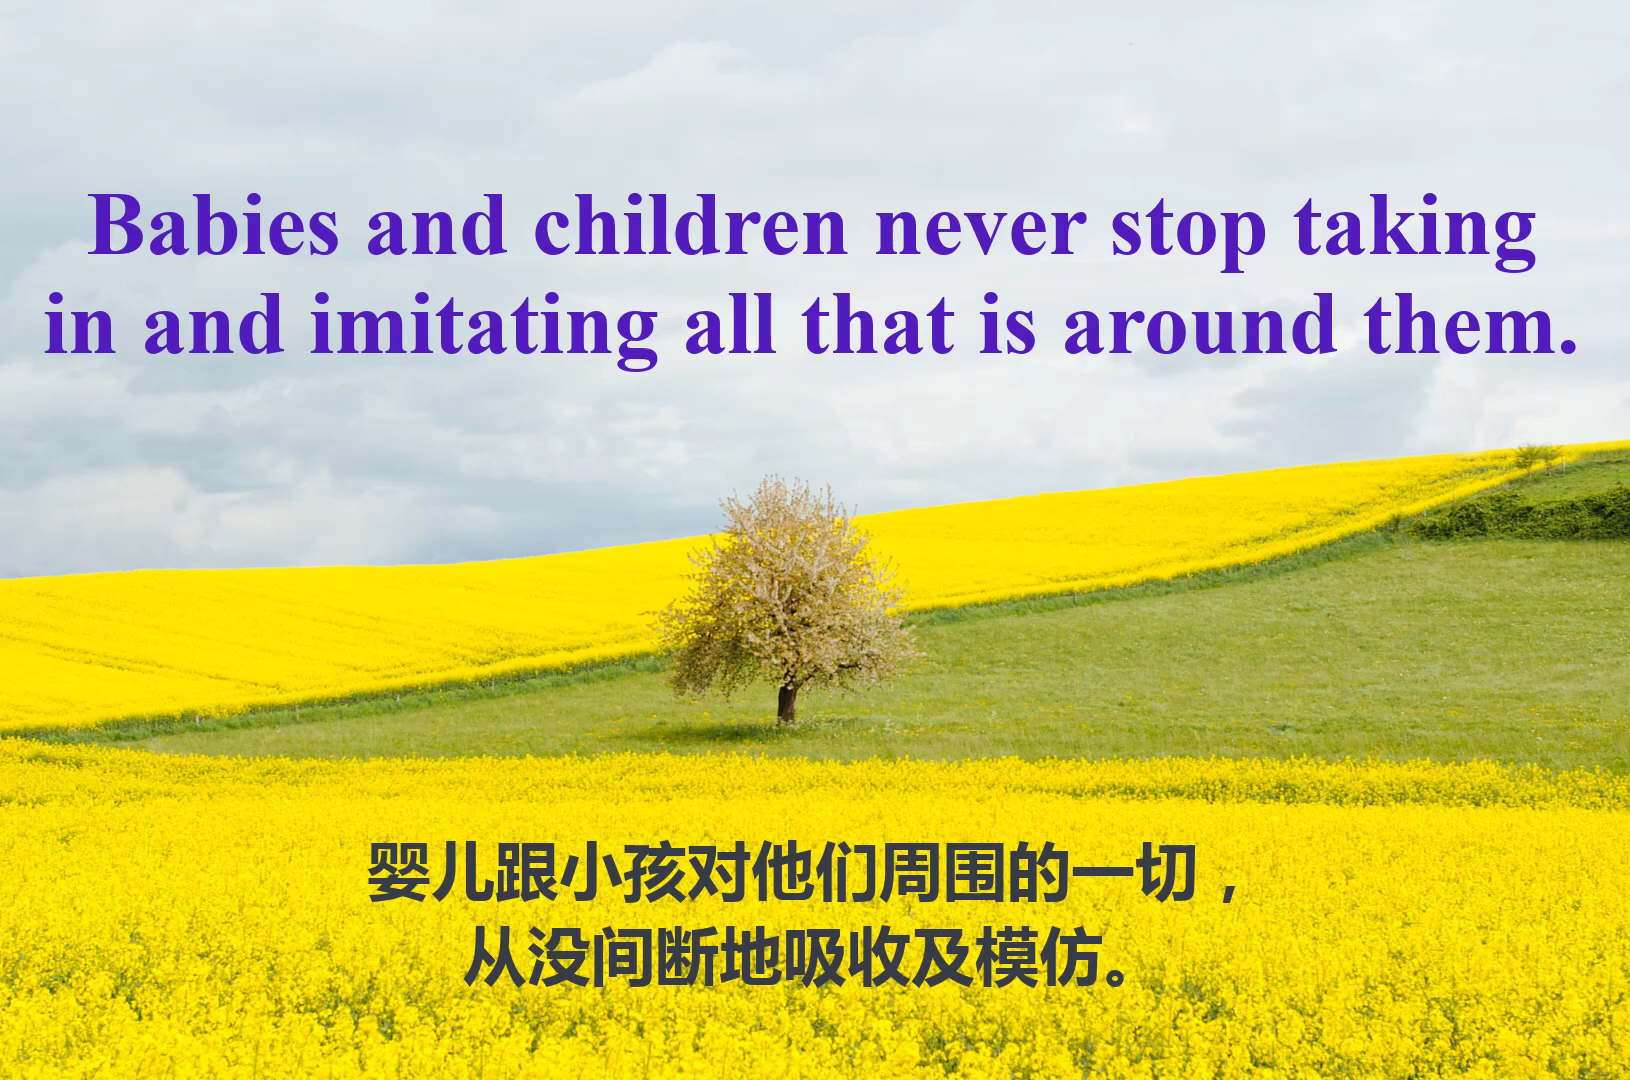 Babies and children never stop taking
in and imitating all that is around them.
婴儿跟小孩对他们周围的一切，
从没间断地吸收及模仿。